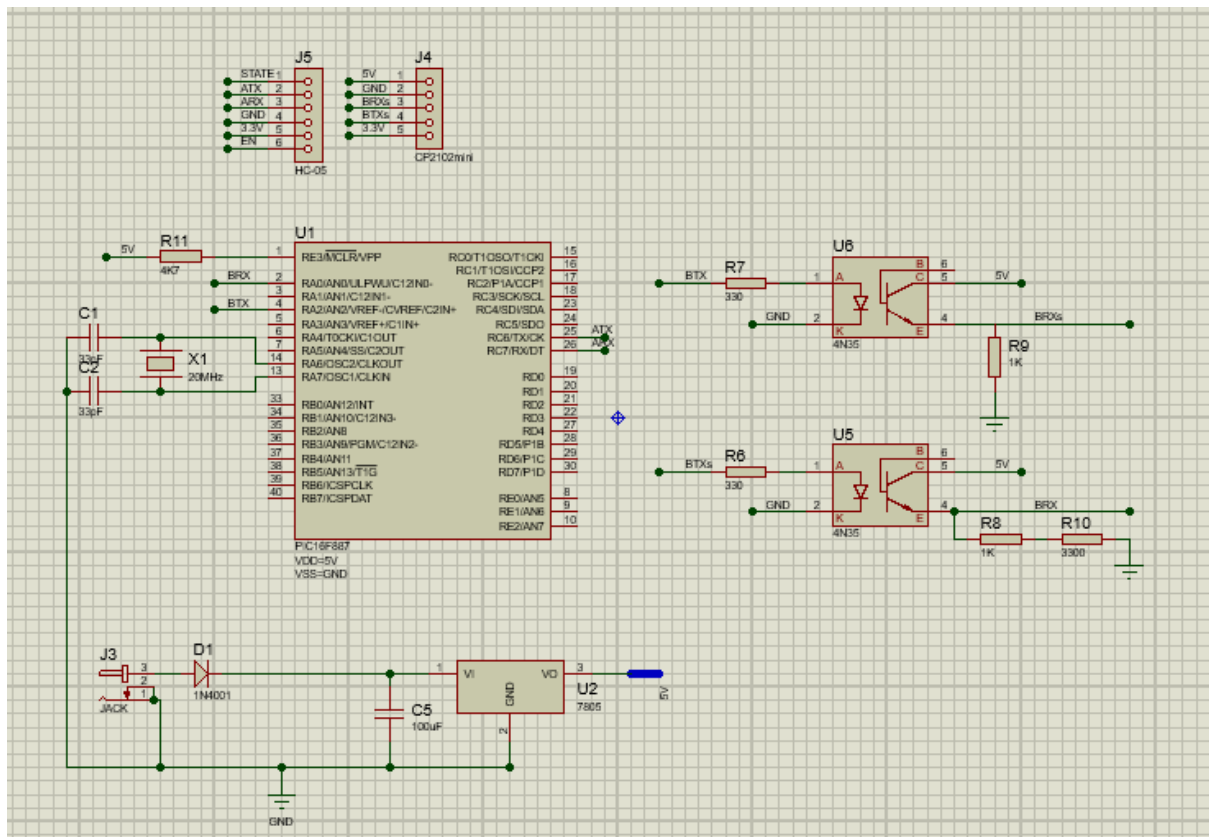 J5
STATE 1
ATX 2
ARX 3
GND 4
3.3V 5
EN 6
HC-05
J4
5V 1
GND 2
BRXs 3
BTXs 4
3.3V 5
CP2102mini
U1
5V
R11
4K7
1 RE3/MCLR/VPP
BRX 2 RA0/AN0/ULPWU/C12IN0-
3 RA1/AN1/C12IN1-
BTX 4 RA2/AN2/VREF-/CVREF/C2IN+
5 RA3/AN3/VREF+/C1IN+
6 RA4/T0CKI/C1OUT
7 RA5/AN4/SS/C2OUT
14 RA6/OSC2/CLKOUT
13 RA7/OSC1/CLKIN
33 RB0/AN12/INT
34 RB1/AN10/C12IN3-
35 RB2/AN8
36 RB3/AN9/PGM/C12IN2-
37 RB4/AN11
38 RB5/AN13/T1G
39 RB6/ICSPCLK
40 RB7/ICSPDAT
RC0/T1OSO/T1CKI 15
RC1/T1OSI/CCP2 16
RC2/P1A/CCP1 17
RC3/SCK/SCL 18
RC4/SDI/SDA 23
RC5/SDO 24
RC6/TX/CK 25 ATX
RC7/RX/DT 26 ARX
RD0 19
RD1 20
RD2 21
RD3 22
RD4 27
RD5/P1B 28
RD6/P1C 29
RD7/P1D 30
RE0/AN5 8
RE1/AN6 9
RE2/AN7 10
PIC16F887
VDD=5V
VSS=GND
C1
33pF
C2
33pF
X1
20MHz
U6
BTX
R7
330
1 A
GND 2 K
B 6
C 5 5V
E 4 BRXs
4N35
R9
1K
U5
BTXs
R6
330
1 A
GND 2 K
B 6
C 5 5V
E 4 BRX
4N35
R8
1K
R10
3300
J3
3
2
1
JACK
D1
1N4001
C5
100uF
1 VI
VO 3
GND
2
U2
7805
5V
GND